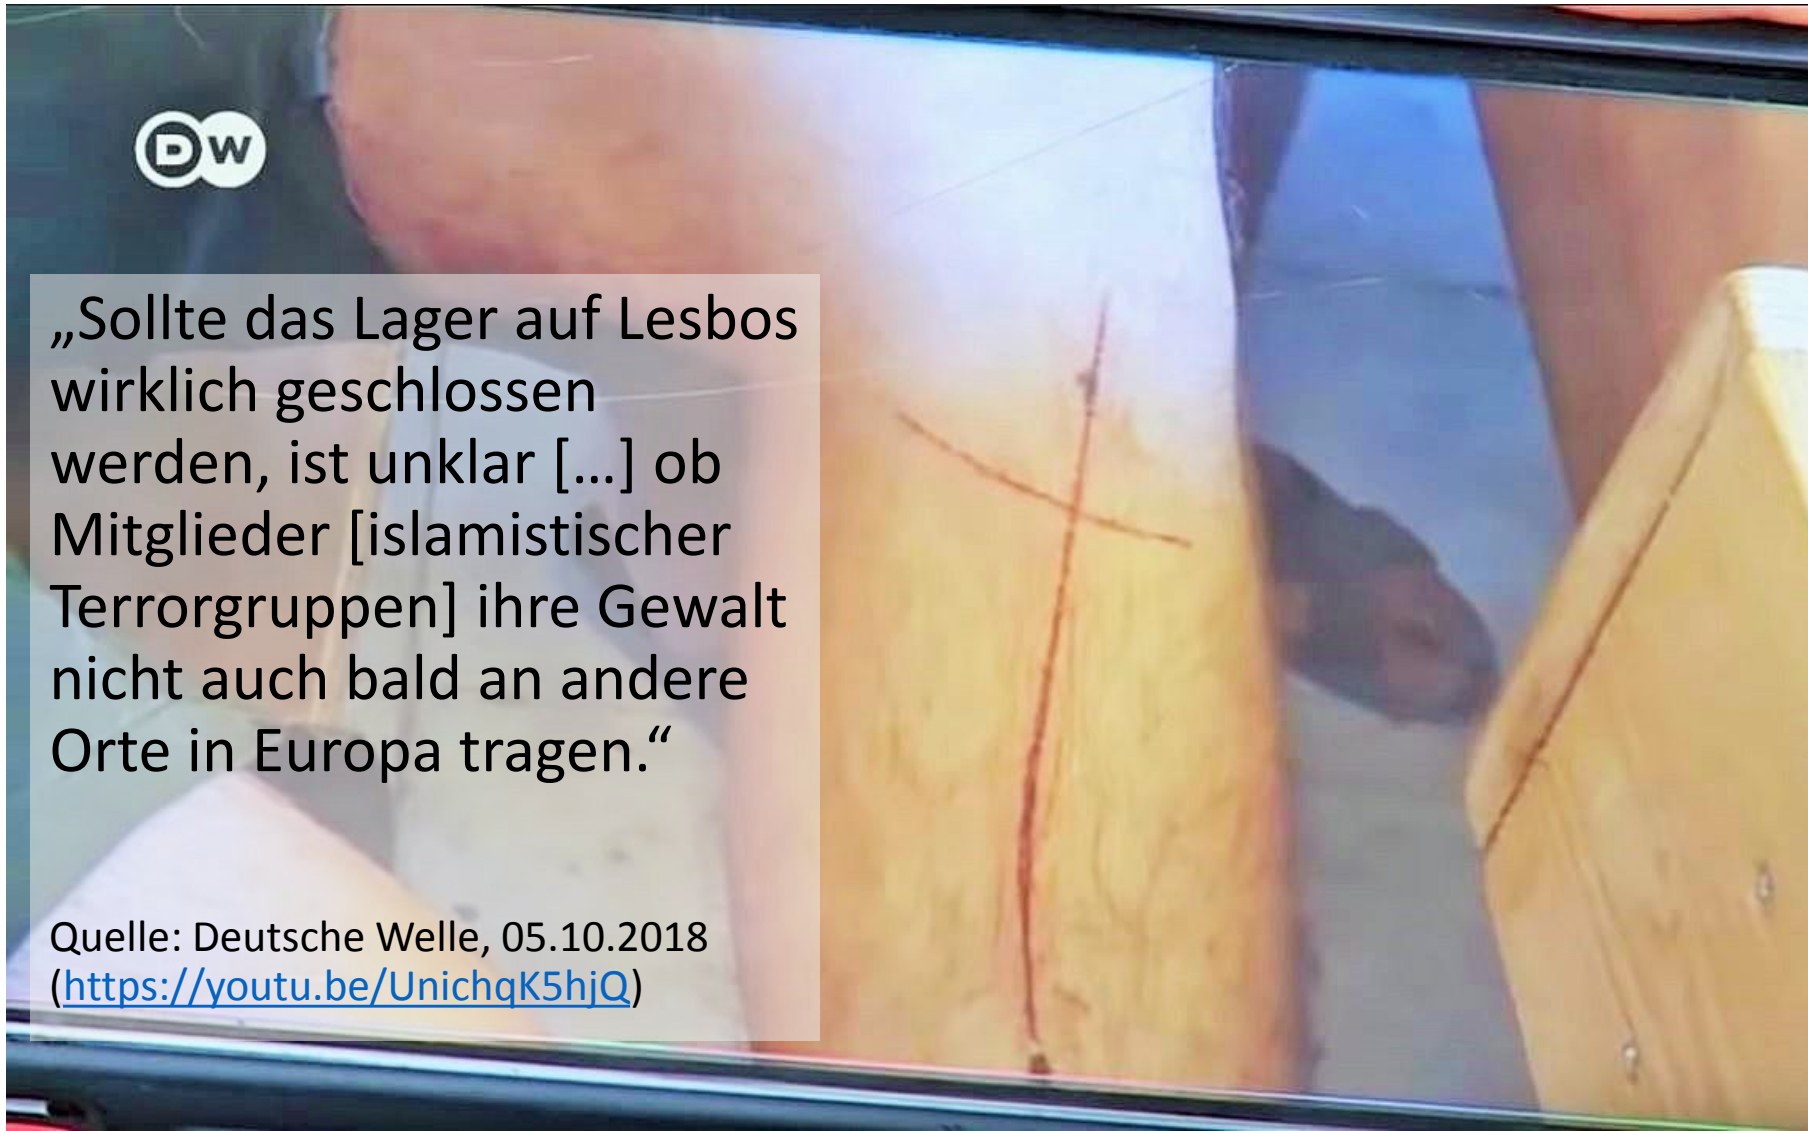 DW
„Sollte das Lager auf Lesbos
wirklich geschlossen
werden, ist unklar […] ob
Mitglieder [islamistischer
Terrorgruppen] ihre Gewalt
nicht auch bald an andere
Orte in Europa tragen.“
Quelle: Deutsche Welle, 05.10.2018
(https://youtu.be/UnichqK5hjQ)